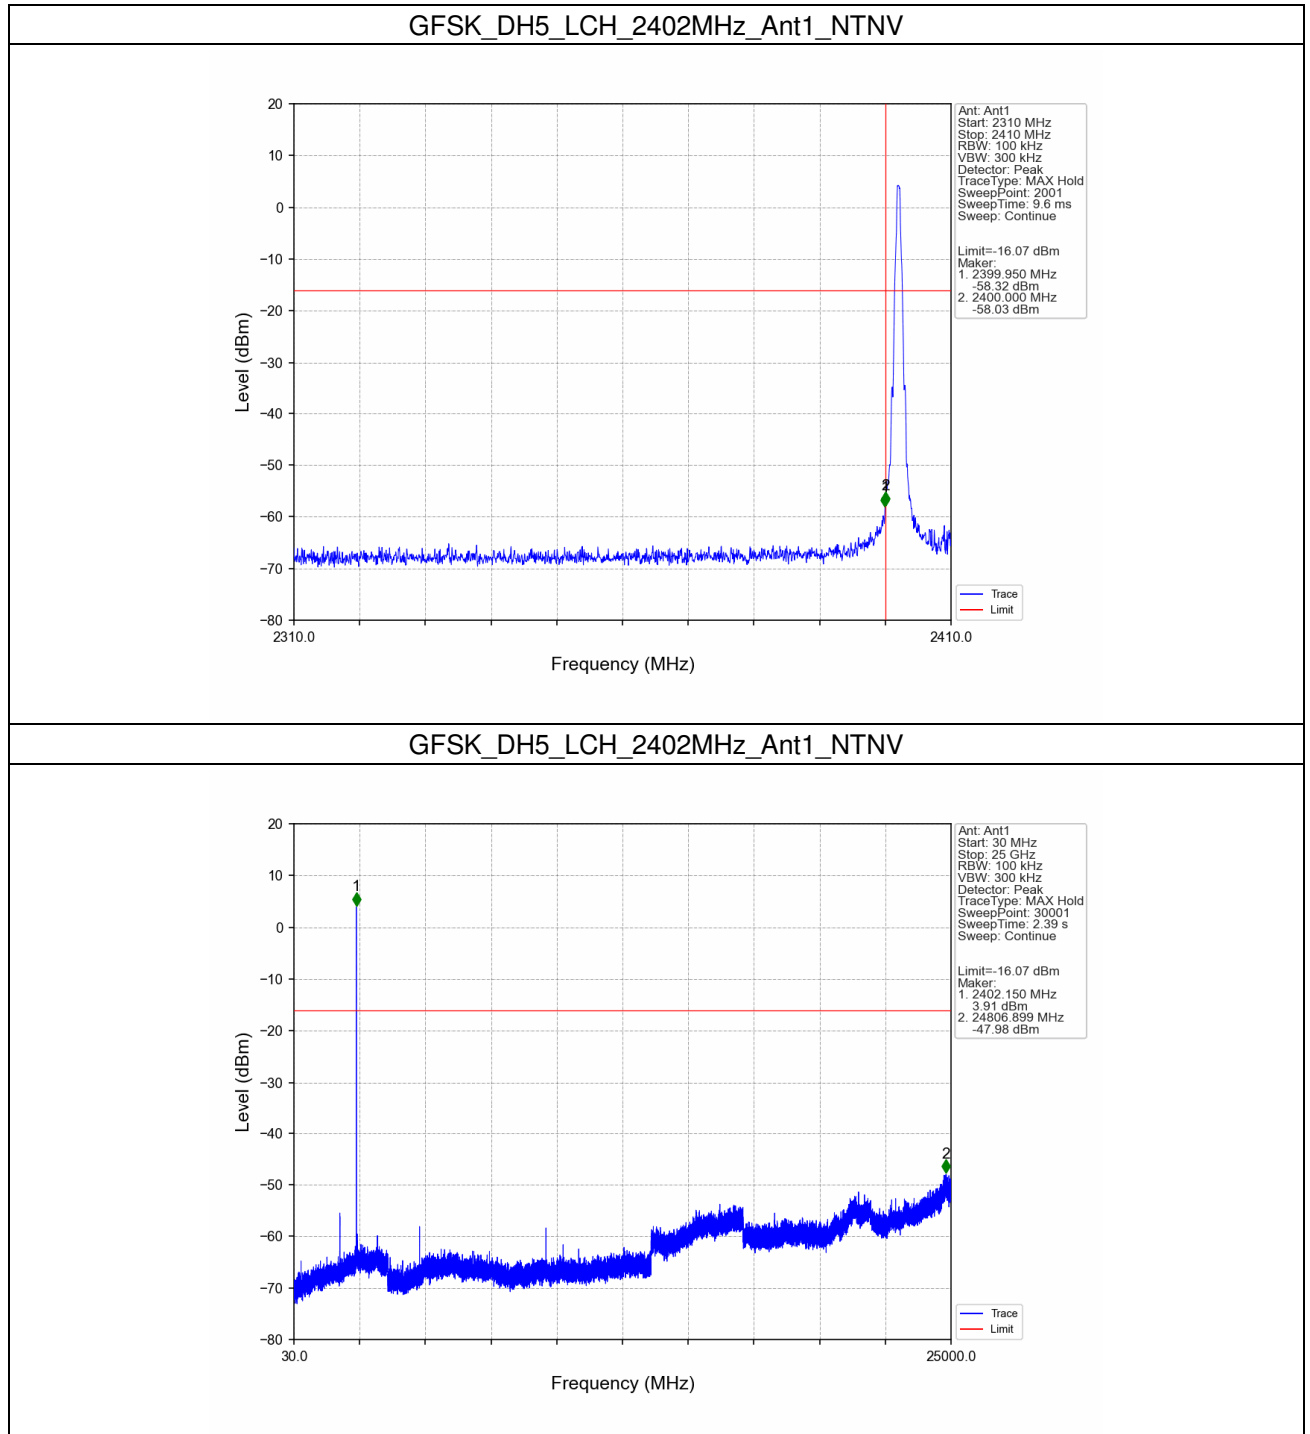 GFSK_DH5_LCH_2402MHz_Ant1_NTNV
20
10
0
−10
−20
−30
−40
−50
−60
−70
−80
Level (dBm)
2310.0
2410.0
Frequency (MHz)
2
Ant: Ant1
Start: 2310 MHz
Stop: 2410 MHz
RBW: 100 kHz
VBW: 300 kHz
Detector: Peak
TraceType: MAX Hold
SweepPoint: 2001
SweepTime: 9.6 ms
Sweep: Continue
Limit=-16.07 dBm
Maker:
1. 2399.950 MHz
-58.32 dBm
2. 2400.000 MHz
-58.03 dBm
Trace
Limit
GFSK_DH5_LCH_2402MHz_Ant1_NTNV
20
10
0
−10
−20
−30
−40
−50
−60
−70
−80
Level (dBm)
30.0
25000.0
Frequency (MHz)
1
2
Ant: Ant1
Start: 30 MHz
Stop: 25 GHz
RBW: 100 kHz
VBW: 300 kHz
Detector: Peak
TraceType: MAX Hold
SweepPoint: 30001
SweepTime: 2.39 s
Sweep: Continue
Limit=-16.07 dBm
Maker:
1. 2402.150 MHz
3.91 dBm
2. 24806.899 MHz
-47.98 dBm
Trace
Limit